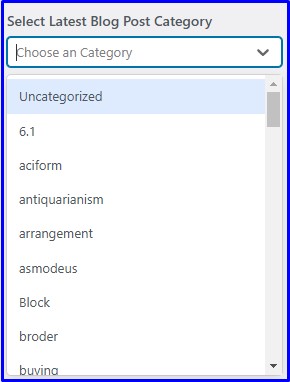 Select Latest Blog Post Category
Choose an Category
Uncategorized
6.1
aciform
antiquarianism
arrangement
asmodeus
Block
broder
buying